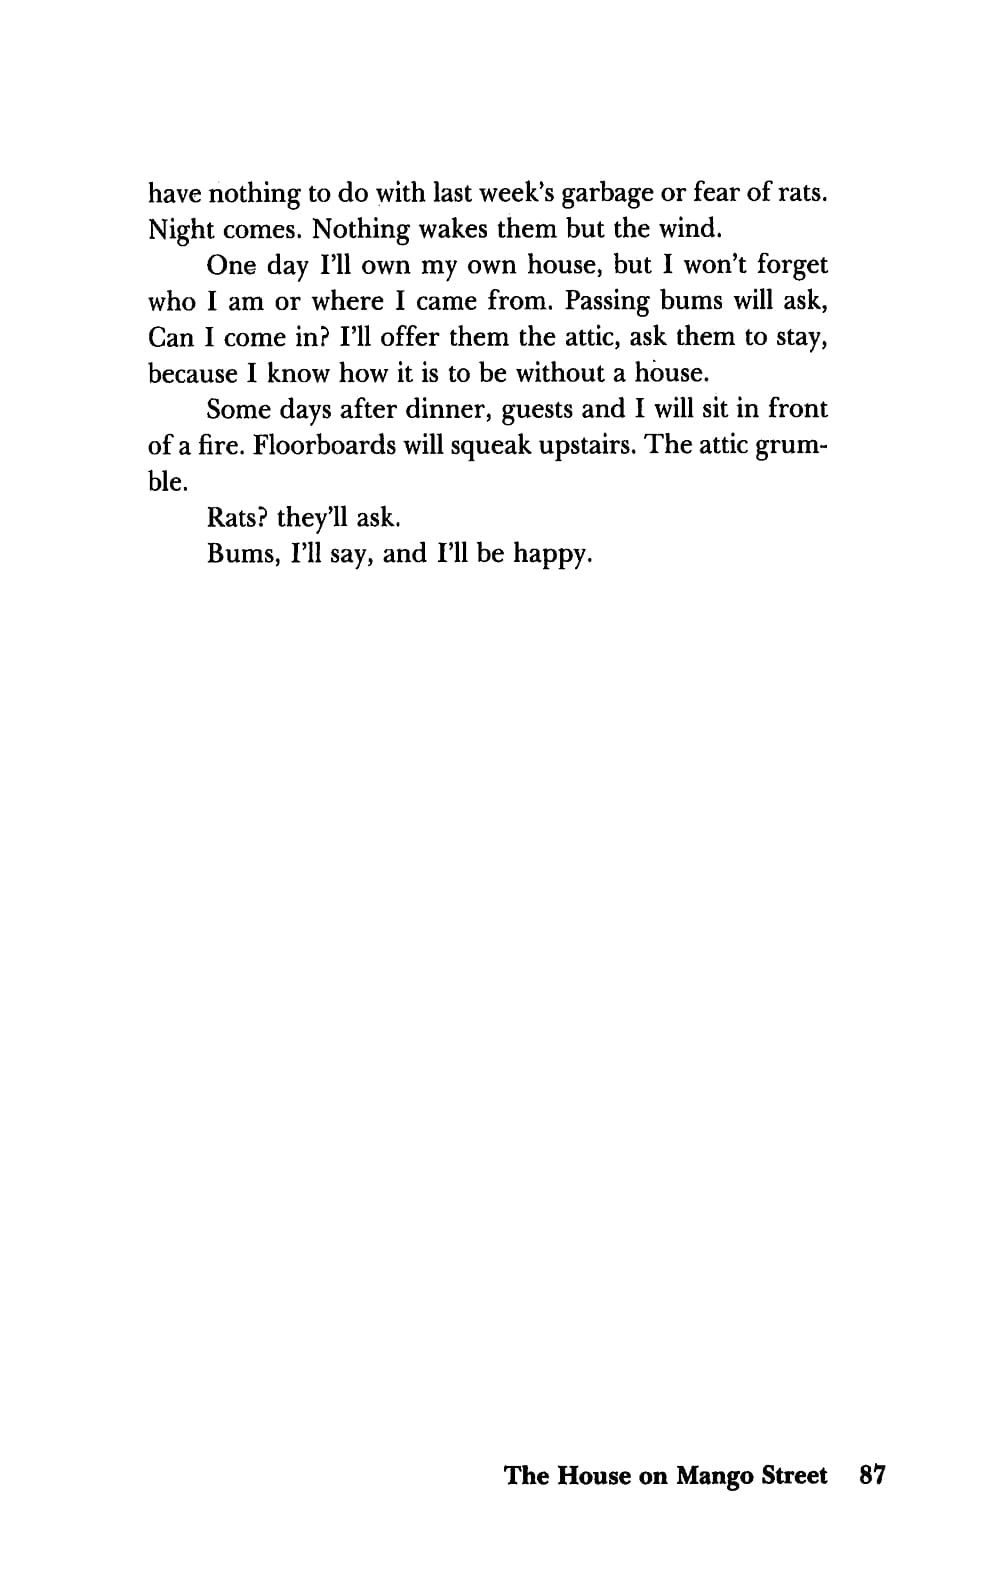 have nothing to do with last week's garbage or fear of rats.
Night comes. Nothing wakes them but the wind.
One day I'll own my own house, but I won't forget
who I am or where I came from. Passing bums will ask,
Can I come in? I'll offer them the attic, ask them to stay,
because I know how it is to be without a house.
Some days after dinner, guests and I will sit in front
of a fire. Floorboards will squeak upstairs. The attic grum-
ble.
Rats? they'll ask.
Bums, I'll say, and I'll be happy.
The House on Mango Street 87